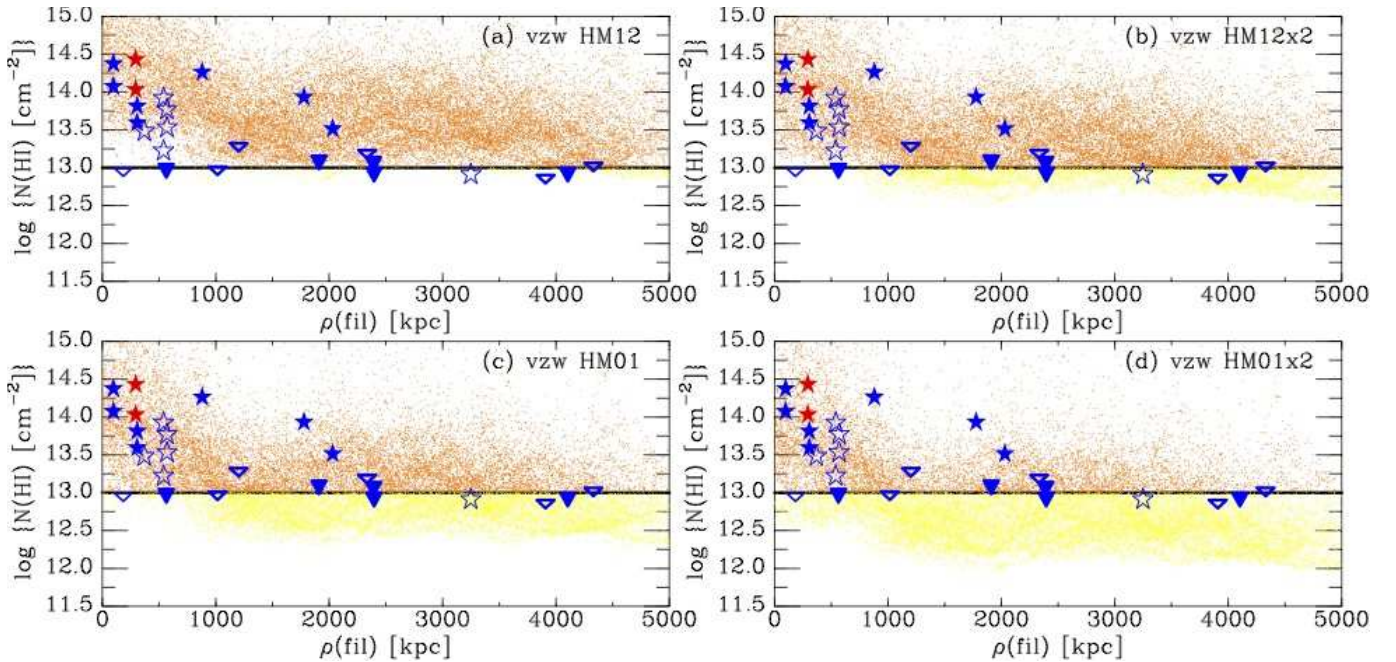 (a) vzw HM12
log {N(HI) [cm⁻²]}
15.0
14.5
14.0
13.5
13.0
12.5
12.0
11.5
0 1000 2000 3000 4000 5000
ρ(fil) [kpc]
(b) vzw HM12x2
log {N(HI) [cm⁻²]}
15.0
14.5
14.0
13.5
13.0
12.5
12.0
11.5
0 1000 2000 3000 4000 5000
ρ(fil) [kpc]
(c) vzw HM01
log {N(HI) [cm⁻²]}
15.0
14.5
14.0
13.5
13.0
12.5
12.0
11.5
0 1000 2000 3000 4000 5000
ρ(fil) [kpc]
(d) vzw HM01x2
log {N(HI) [cm⁻²]}
15.0
14.5
14.0
13.5
13.0
12.5
12.0
11.5
0 1000 2000 3000 4000 5000
ρ(fil) [kpc]